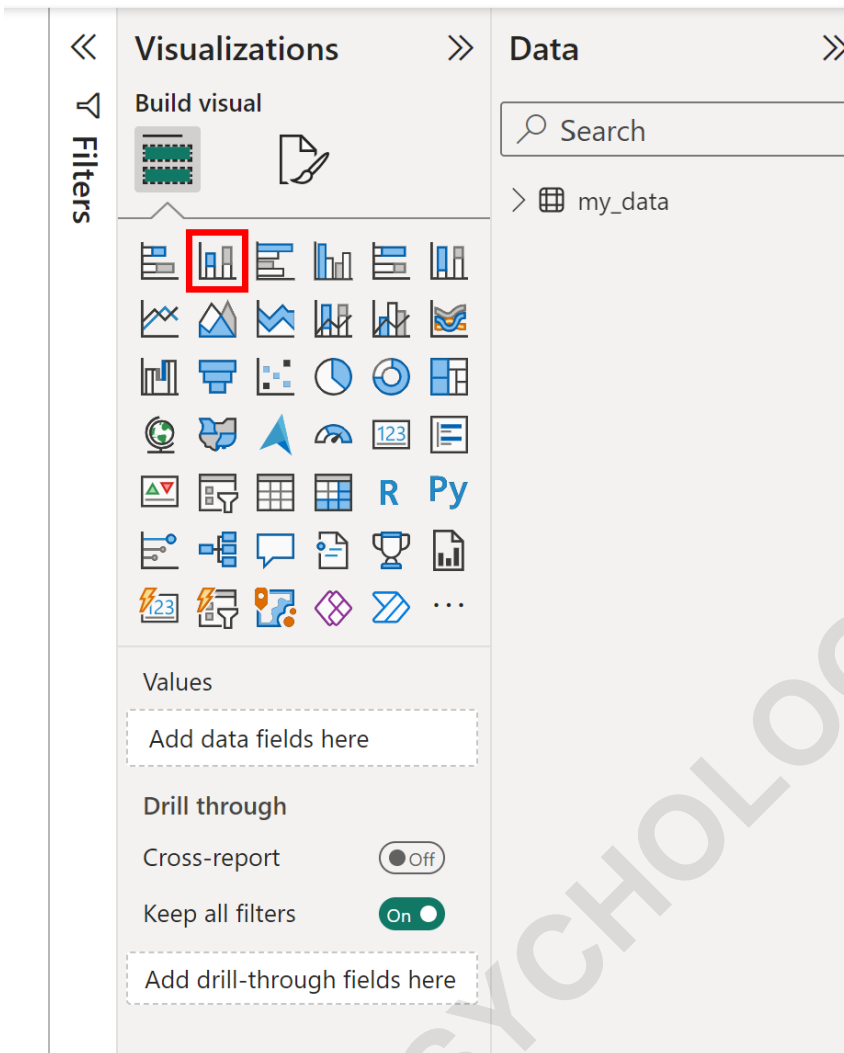 Visualizations
Data
Build visual
Search
Filters
my_data
123
R
Py
123
Values
Add data fields here
Drill through
Cross-report
Off
Keep all filters
On
Add drill-through fields here